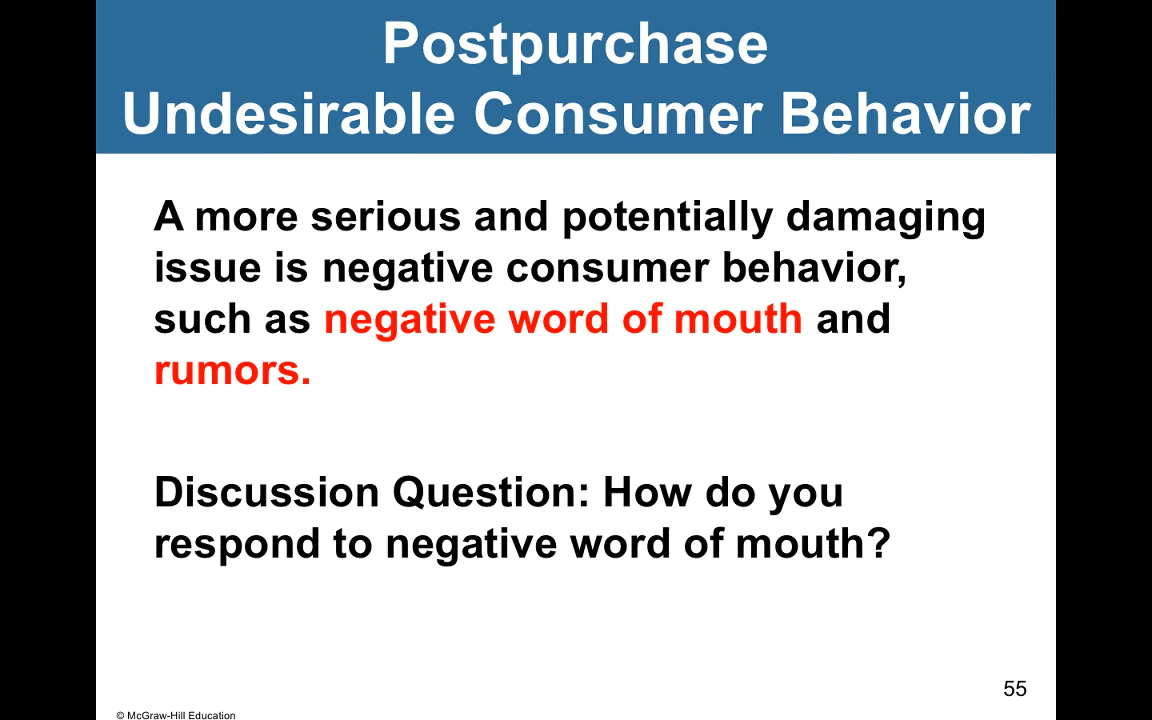 Postpurchase
Undesirable Consumer Behavior
A more serious and potentially damaging
issue is negative consumer behavior,
such as negative word of mouth and
rumors.
Discussion Question: How do you
respond to negative word of mouth?
55
© McGraw-Hill Education